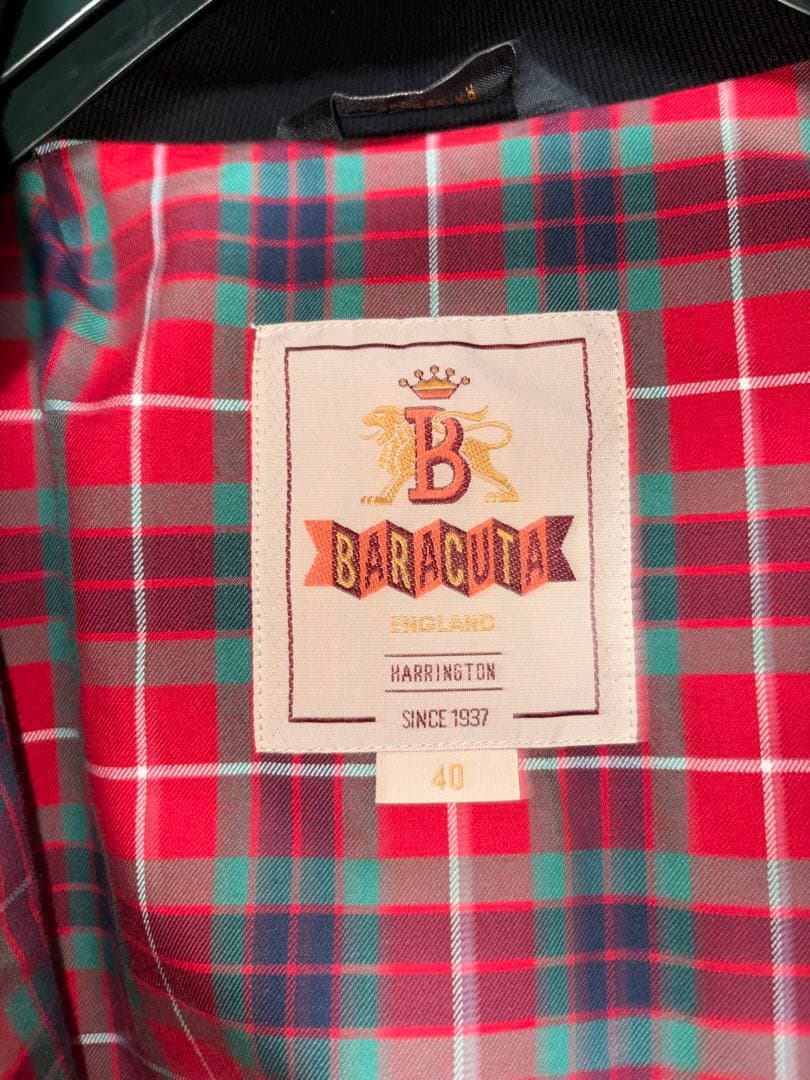 B
BARACUTA
ENGLAND
HARRINGTON
SINCE 1937
40